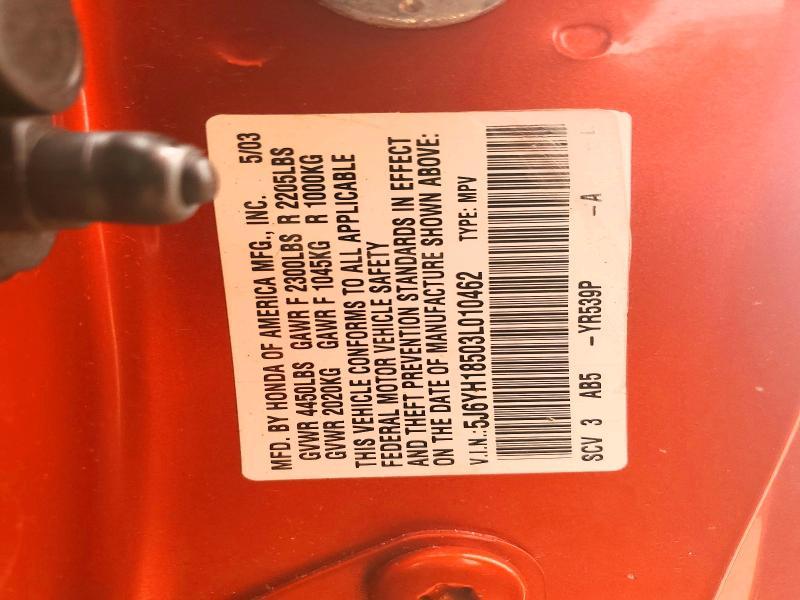 MFD. BY HONDA OF AMERICA MFG., INC. 5/03
GVWR 4450LBS GAWR F 2300LBS R 2205LBS
GVWR 2020KG GAWR F 1045KG R 1000KG
THIS VEHICLE CONFORMS TO ALL APPLICABLE
FEDERAL MOTOR VEHICLE SAFETY
AND THEFT PREVENTION STANDARDS IN EFFECT
ON THE DATE OF MANUFACTURE SHOWN ABOVE:
V.I.N.:5J6YH18503L010462 TYPE: MPV
SCV 3 AB5 -YR539P - A L